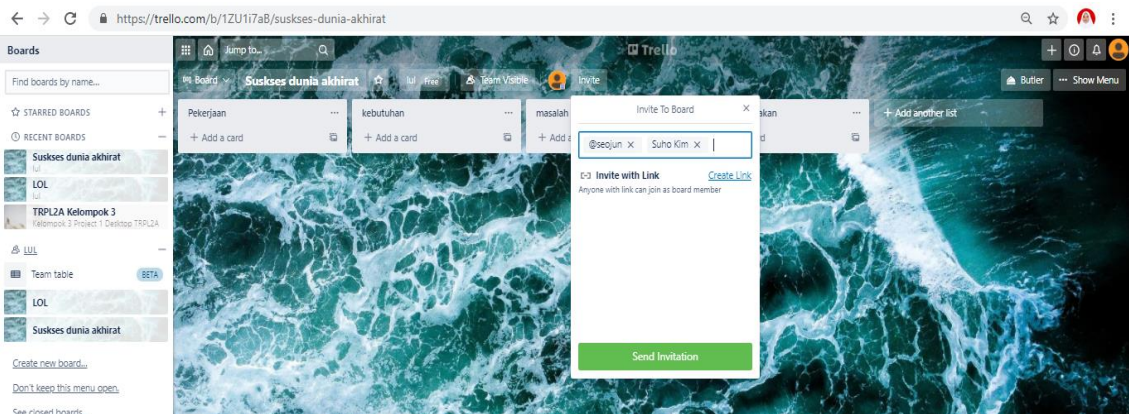 https://trello.com/b/1ZU1i7aB/suskses-dunia-akhirat
Boards
Jump to...
Trello
Find boards by name...
Board
Suskses dunia akhirat
lul
Free
Team Visible
Invite
Butler
Show Menu
STARRED BOARDS
RECENT BOARDS
Suskses dunia akhirat
lul
LOL
lul
TRPL2A Kelompok 3
Kelompok 3 Project 1 Desktop TRPL2A
LUL
Team table
BETA
LOL
Suskses dunia akhirat
Create new board...
Don't keep this menu open.
See closed boards
Pekerjaan
+ Add a card
kebutuhan
+ Add a card
masalah
+ Add a
akan
+ Add another list
Invite To Board
@seojun ×
Suho Kim ×
Invite with Link
Create Link
Anyone with link can join as board member
Send Invitation